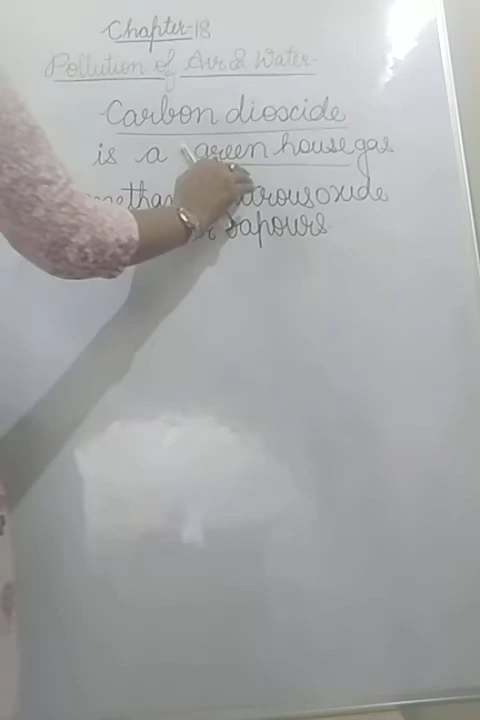 Chapter-18
Pollution of Air & Water-
-Carbon dioxide
is a green house gas
vapours